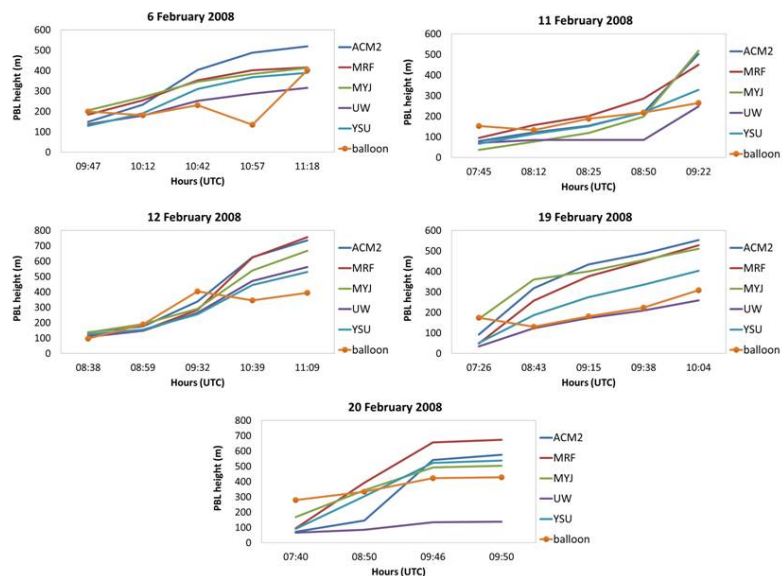 6 February 2008
PBL height (m)
600
500
400
300
200
100
0
09:47 10:12 10:42 10:57 11:18
Hours (UTC)
ACM2
MRF
MYJ
UW
YSU
balloon
11 February 2008
PBL height (m)
600
500
400
300
200
100
0
07:45 08:12 08:25 08:50 09:22
Hours (UTC)
ACM2
MRF
MYJ
UW
YSU
balloon
12 February 2008
PBL height (m)
800
700
600
500
400
300
200
100
0
08:38 08:59 09:32 10:39 11:09
Hours (UTC)
ACM2
MRF
MYJ
UW
YSU
balloon
19 February 2008
PBL height (m)
600
500
400
300
200
100
0
07:26 08:43 09:15 09:38 10:04
Hours (UTC)
ACM2
MRF
MYJ
UW
YSU
balloon
20 February 2008
PBL height (m)
800
700
600
500
400
300
200
100
0
07:40 08:50 09:46 09:50
Hours (UTC)
ACM2
MRF
MYJ
UW
YSU
balloon